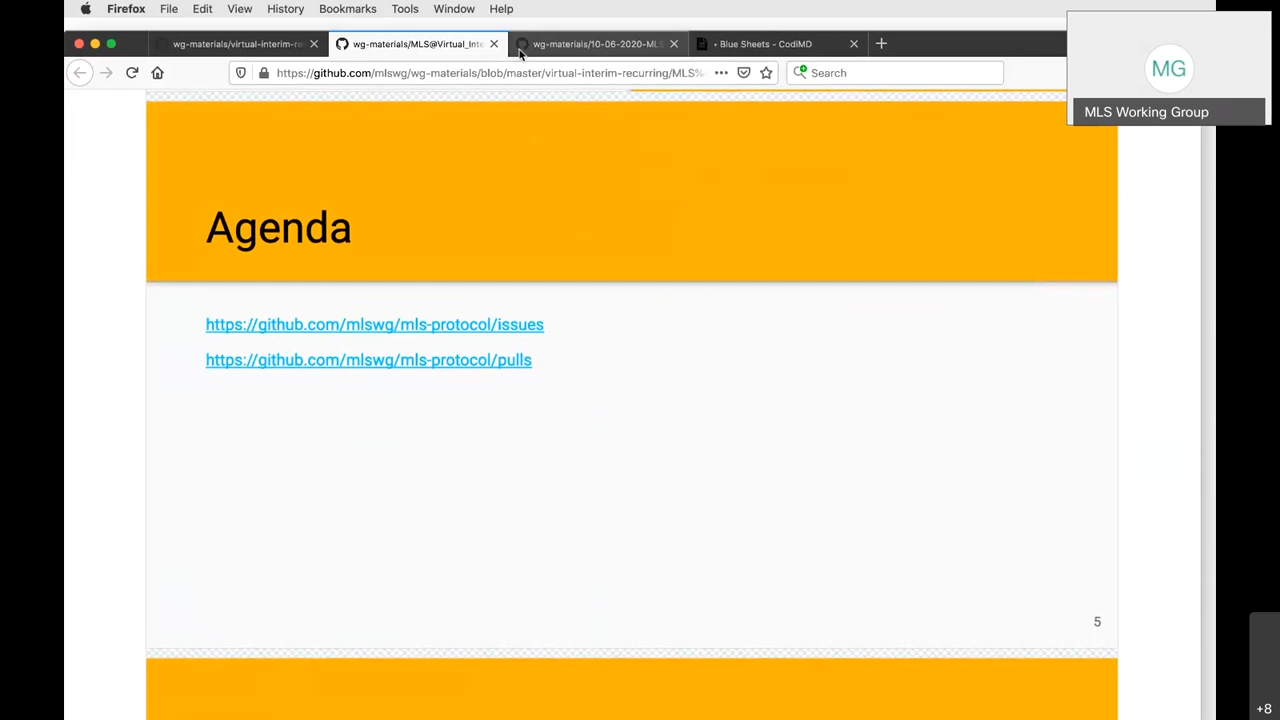 Firefox File Edit View History Bookmarks Tools Window Help
wg-materials/virtual-interim-re
wg-materials/MLS@Virtual_Inte
wg-materials/10-06-2020-MLS
• Blue Sheets - CodiMD
https://github.com/mlswg/wg-materials/blob/master/virtual-interim-recurring/MLS%
Search
MG
MLS Working Group
Agenda
https://github.com/mlswg/mls-protocol/issues
https://github.com/mlswg/mls-protocol/pulls
5
+8